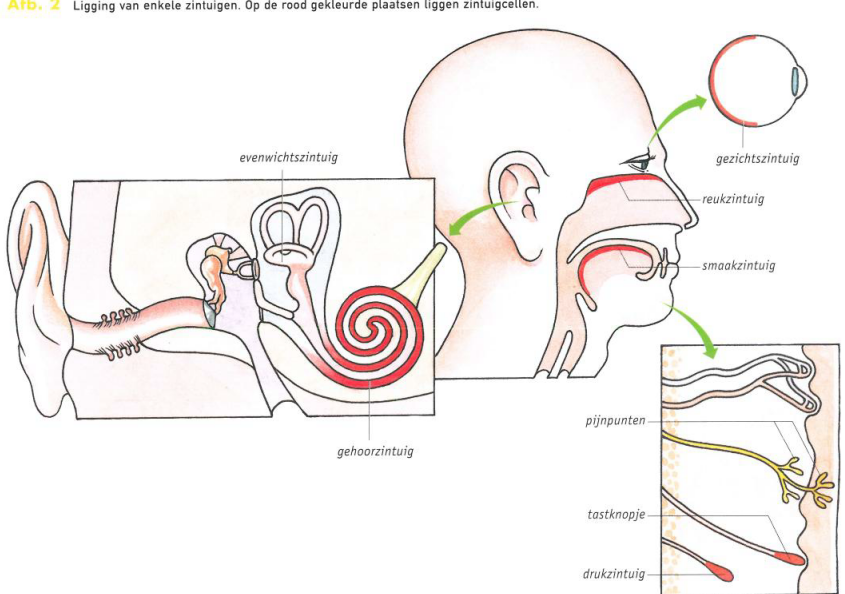 Afb. 2 Ligging van enkele zintuigen. Op de rood gekleurde plaatsen liggen zintuigcellen.
evenwichtszintuig
gezichtszintuig
reukzintuig
smaakzintuig
pijnpunten
gehoorzintuig
tastknopje
drukzintuig